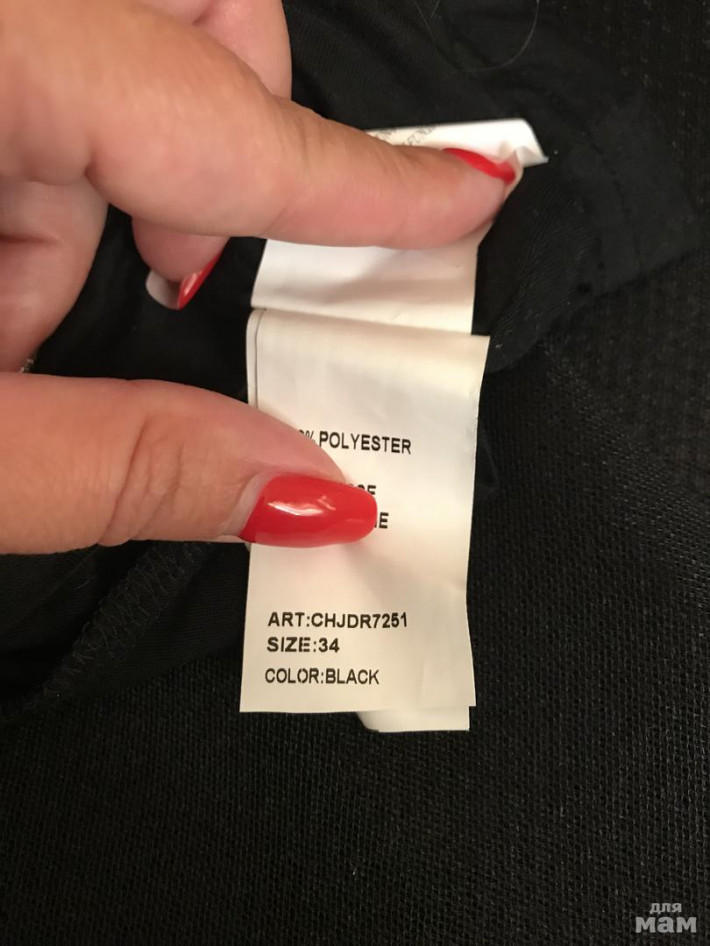 % POLYESTER
ART:CHJDR7251
SIZE:34
COLOR:BLACK
для
мам